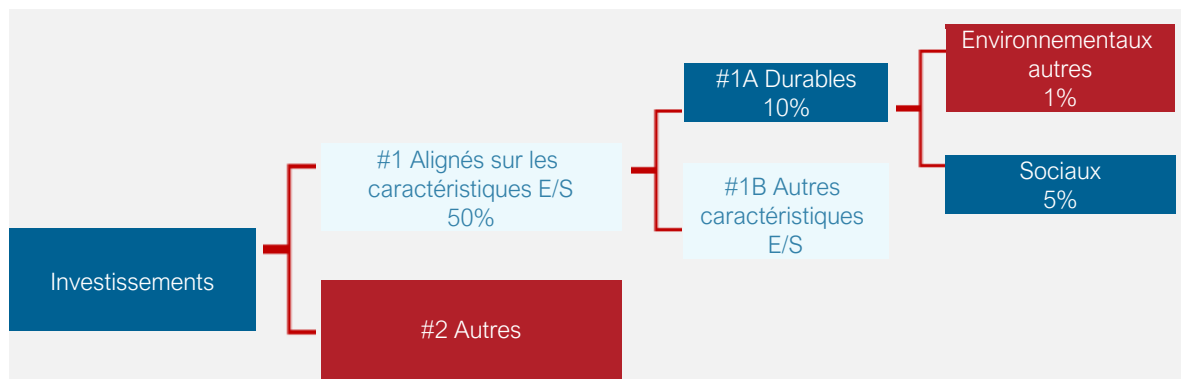 Investissements
#1 Alignés sur les
caractéristiques E/S
50%
#2 Autres
#1A Durables
10%
#1B Autres
caractéristiques
E/S
Environnementaux
autres
1%
Sociaux
5%